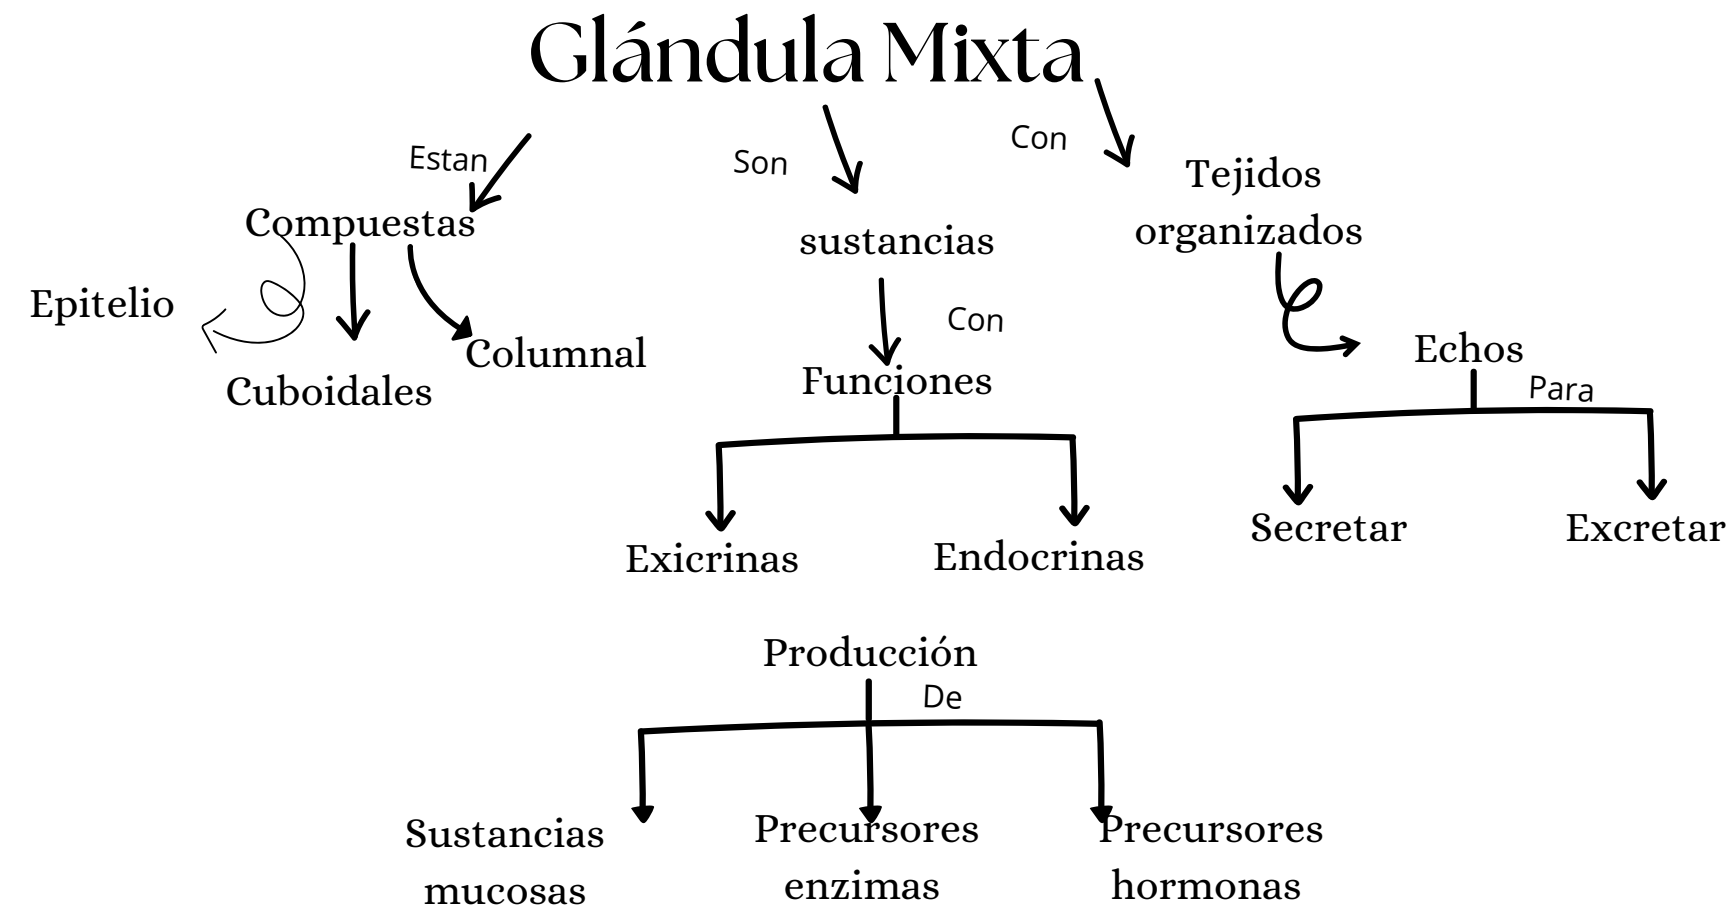 Glándula Mixta
Estan
Son
Con
Compuestas
sustancias
Tejidos
organizados
Epitelio
Cuboidales
Columnal
Con
Funciones
Echos
Para
Exicrinas
Endocrinas
Secretar
Excretar
Producción
De
Sustancias
mucosas
Precursores
enzimas
Precursores
hormonas